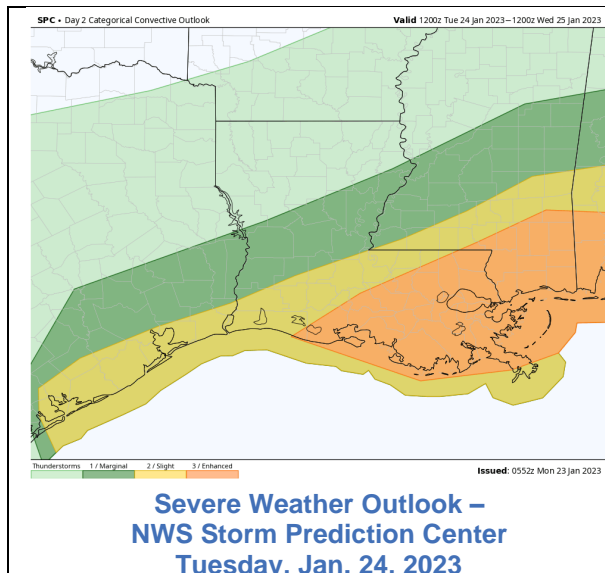 SPC • Day 2 Categorical Convective Outlook
Valid 1200z Tue 24 Jan 2023−1200z Wed 25 Jan 2023
Thunderstorms 1 / Marginal 2 / Slight 3 / Enhanced
Issued: 0552z Mon 23 Jan 2023
Severe Weather Outlook –
NWS Storm Prediction Center
Tuesday, Jan. 24, 2023